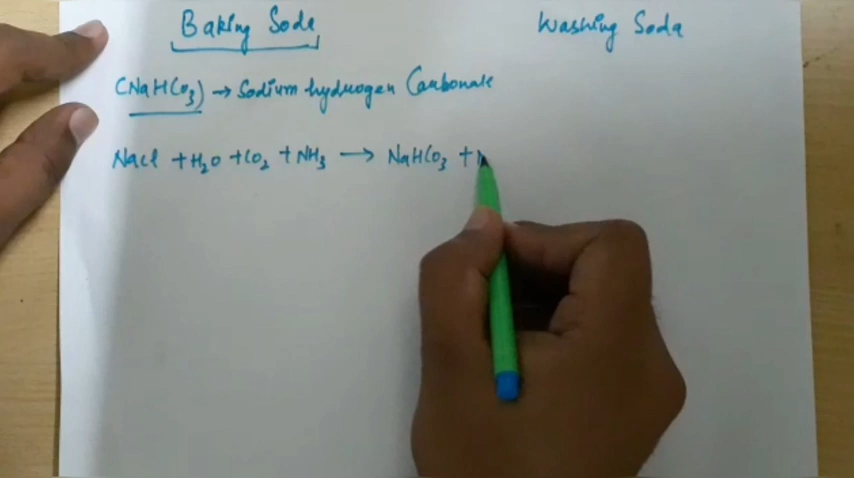 Baking Soda
Washing Soda
(NaHCO3) → Sodium hydrogen Carbonate
NaCl + H2O + CO2 + NH3 → NaHCO3 +